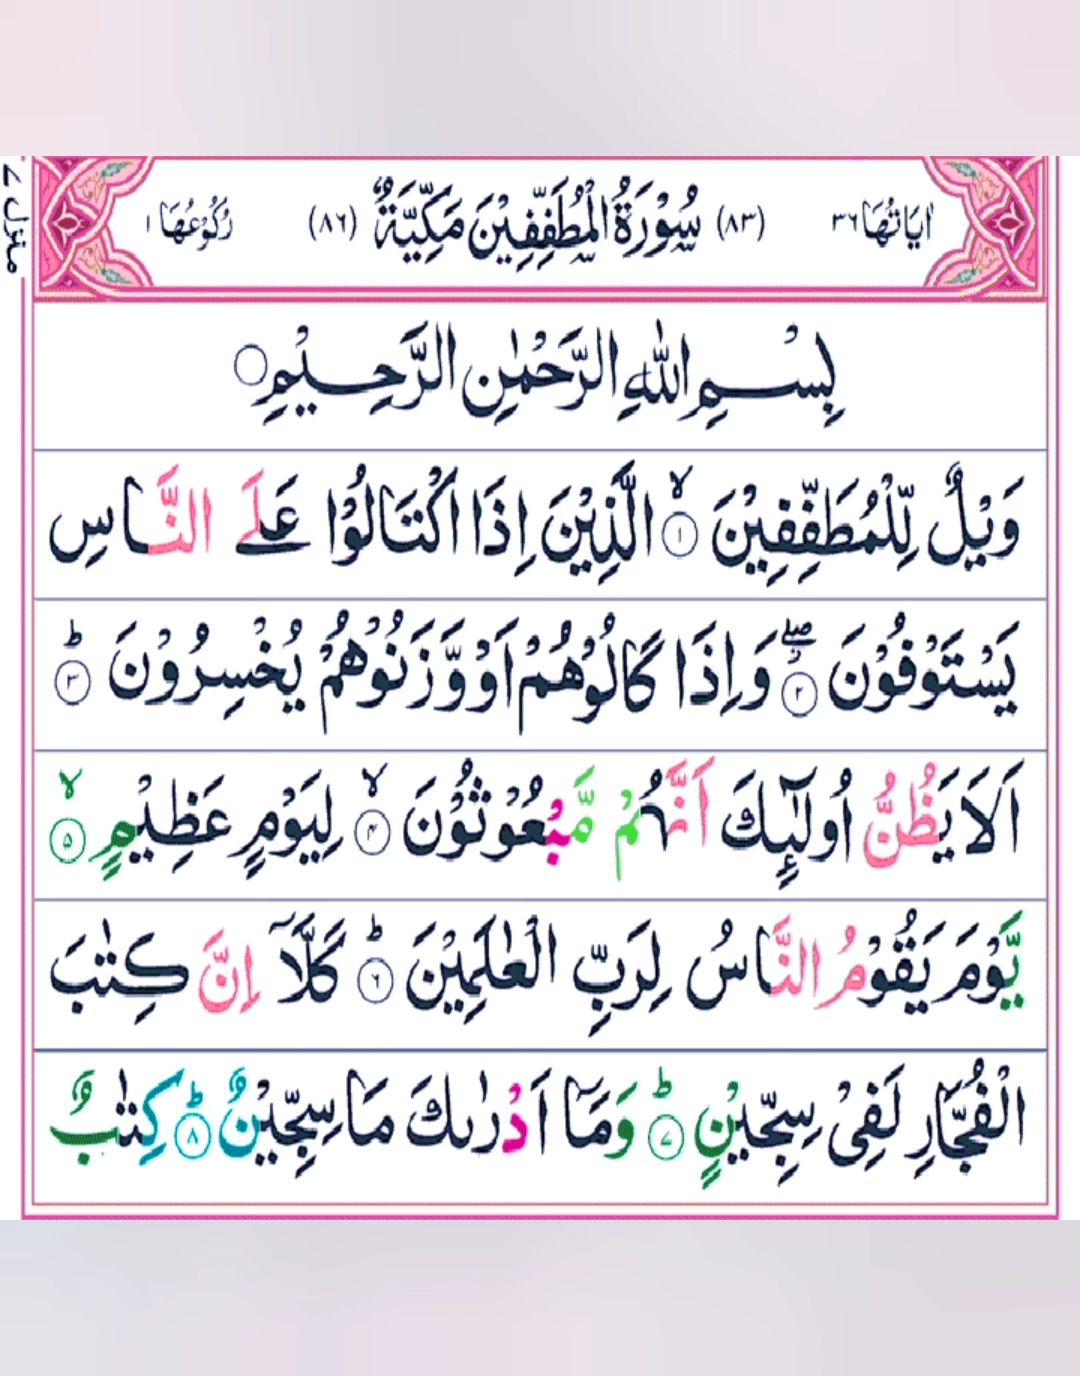 اٰيَاتُهَا ٣٦ (٨٣) سُوْرَةُ الْمُطَفِّفِيْنَ مَكِّيَّةٌ (٨٦) رُكُوْعُهَا ١
منزل ٧
بِسْمِ اللّٰهِ الرَّحْمٰنِ الرَّحِيْمِ
وَيْلٌ لِّلْمُطَفِّفِيْنَ ۙ﴿١﴾ الَّذِيْنَ اِذَا اكْتَالُوْا عَلَى النَّاسِ
يَسْتَوْفُوْنَ ۖ﴿٢﴾ وَاِذَا كَالُوْهُمْ اَوْ وَّزَنُوْهُمْ يُخْسِرُوْنَ ؕ﴿٣﴾
اَلَا يَظُنُّ اُولٰٓئِكَ اَنَّهُمْ مَّبْعُوْثُوْنَ ۙ﴿٤﴾ لِيَوْمٍ عَظِيْمٍ ۙ﴿٥﴾
يَّوْمَ يَقُوْمُ النَّاسُ لِرَبِّ الْعٰلَمِيْنَ ؕ﴿٦﴾ كَلَّاۤ اِنَّ كِتٰبَ
الْفُجَّارِ لَفِيْ سِجِّيْنٍ ؕ﴿٧﴾ وَمَاۤ اَدْرٰىكَ مَا سِجِّيْنٌ ؕ﴿٨﴾ كِتٰبٌ